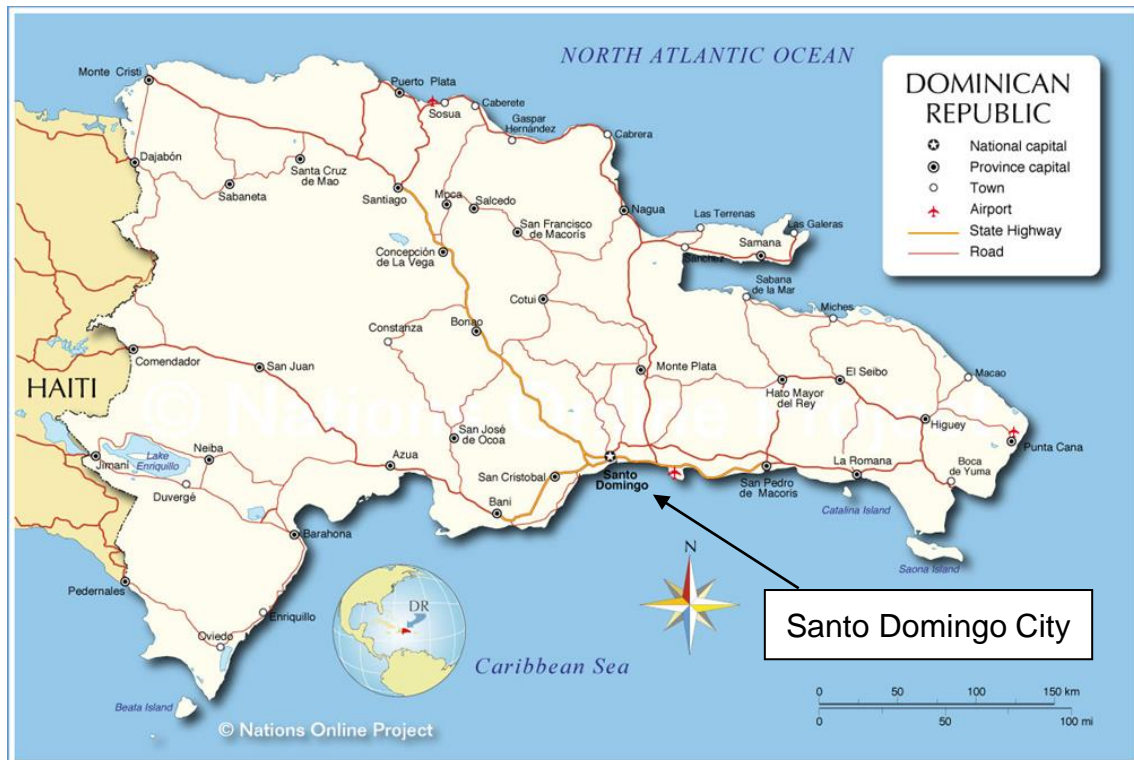 NORTH ATLANTIC OCEAN
DOMINICAN
REPUBLIC
National capital
Province capital
Town
Airport
State Highway
Road
Monte Cristi
Puerto Plata
Sosua
Caberete
Gaspar
Hernández
Cabrera
Dajabón
Santa Cruz
de Mao
Sabaneta
Santiago
Moca
Salcedo
San Francisco
de Macorís
Nagua
Las Terrenas
Las Galeras
Samana
Sanchez
Concepción
de La Vega
Sabana
de la Mar
Miches
Cotui
Constanza
Bonao
Comendador
San Juan
Monte Plata
El Seibo
Macao
Hato Mayor
del Rey
HAITI
© Nations Online Project
Higuey
Punta Cana
San José
de Ocoa
Lake
Enriquillo
Neiba
Jimaní
Duvergé
Azua
San Cristobal
Santo
Domingo
San Pedro
de Macoris
La Romana
Boca
de Yuma
Bani
Catalina Island
Barahona
Saona Island
N
Pedernales
DR
Enriquillo
Oviedo
Santo Domingo City
Caribbean Sea
Beata Island
© Nations Online Project
0 50 100 150 km
0 50 100 mi